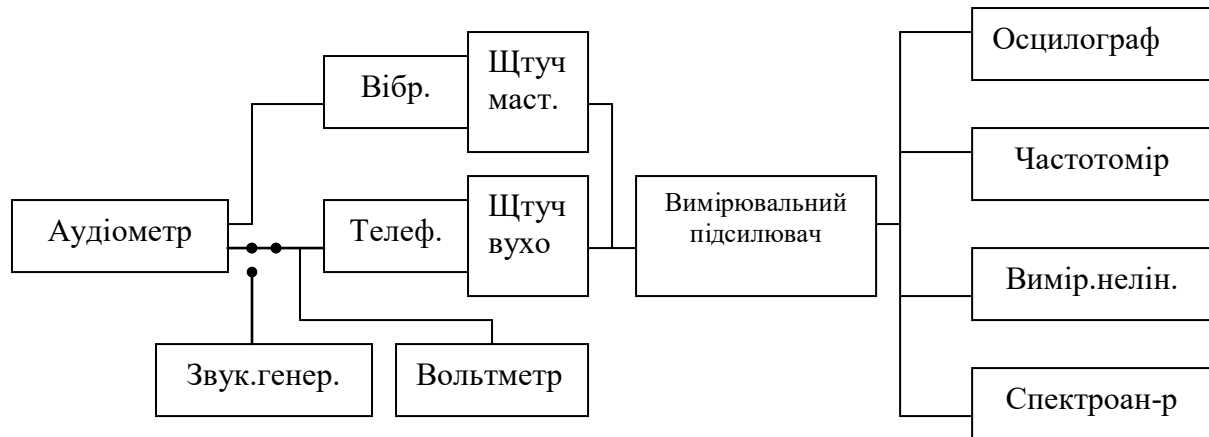 Осцилограф
Вібр.
Щтуч
маст.
Частотомір
Аудіометр
Телеф.
Щтуч
вухо
Вимірювальний
підсилювач
Вимір.нелін.
Звук.генер.
Вольтметр
Спектроан-р